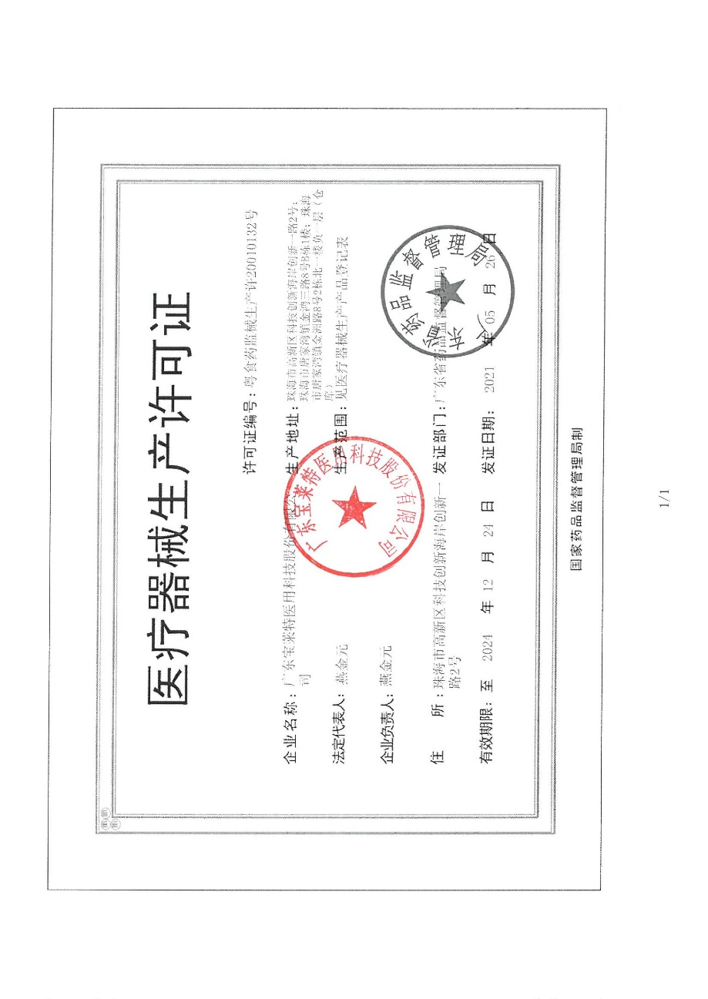 医疗器械生产许可证
许可证编号：粤食药监械生产许20010132号
企业名称：广东宝莱特医用科技股份有限公
司
法定代表人：燕金元
企业负责人：燕金元
住 所：珠海市高新区科技创新海岸创新一
路2号
有效期限：至 2024 年 12 月 24 日
生产地址：珠海市高新区科技创新海岸创新一路2号；
珠海市唐家湾镇金鸿三路8号B栋1楼；珠海
市唐家湾镇金洲路8号2栋北一楼负一层（仓
库）
生产范围：见医疗器械生产产品登记表
发证部门：广东省药品监督管理局
发证日期： 2021 年 05 月 26 日
广东宝莱特医用科技股份有限公司
广东省药品监督管理局
国家药品监督管理局制
1/1